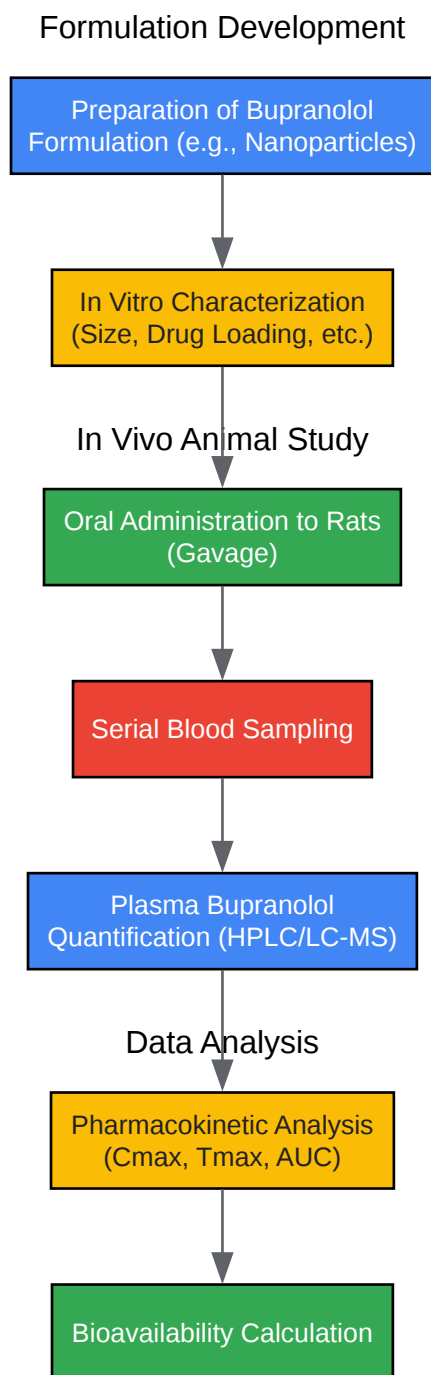 Formulation Development
Preparation of Bupranolol
Formulation (e.g., Nanoparticles)
In Vitro Characterization
(Size, Drug Loading, etc.)
In Vivo Animal Study
Oral Administration to Rats
(Gavage)
Serial Blood Sampling
Plasma Bupranolol
Quantification (HPLC/LC-MS)
Data Analysis
Pharmacokinetic Analysis
(Cmax, Tmax, AUC)
Bioavailability Calculation